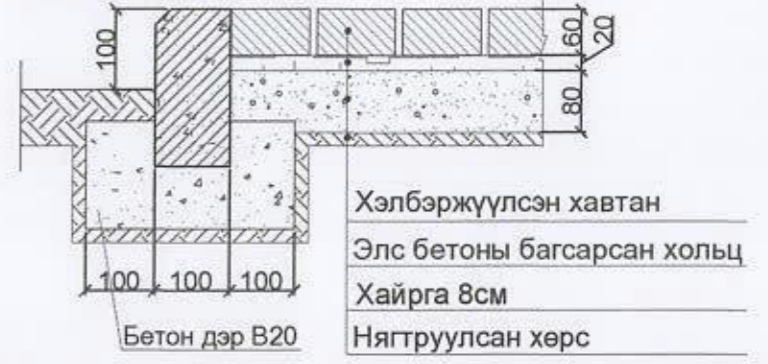 100
60
20
80
Хэлбэржүүлсэн хавтан
Элс бетоны багсарсан хольц
Хайрга 8см
Нягтруулсан хөрс
100 100 100
Бетон дэр B20